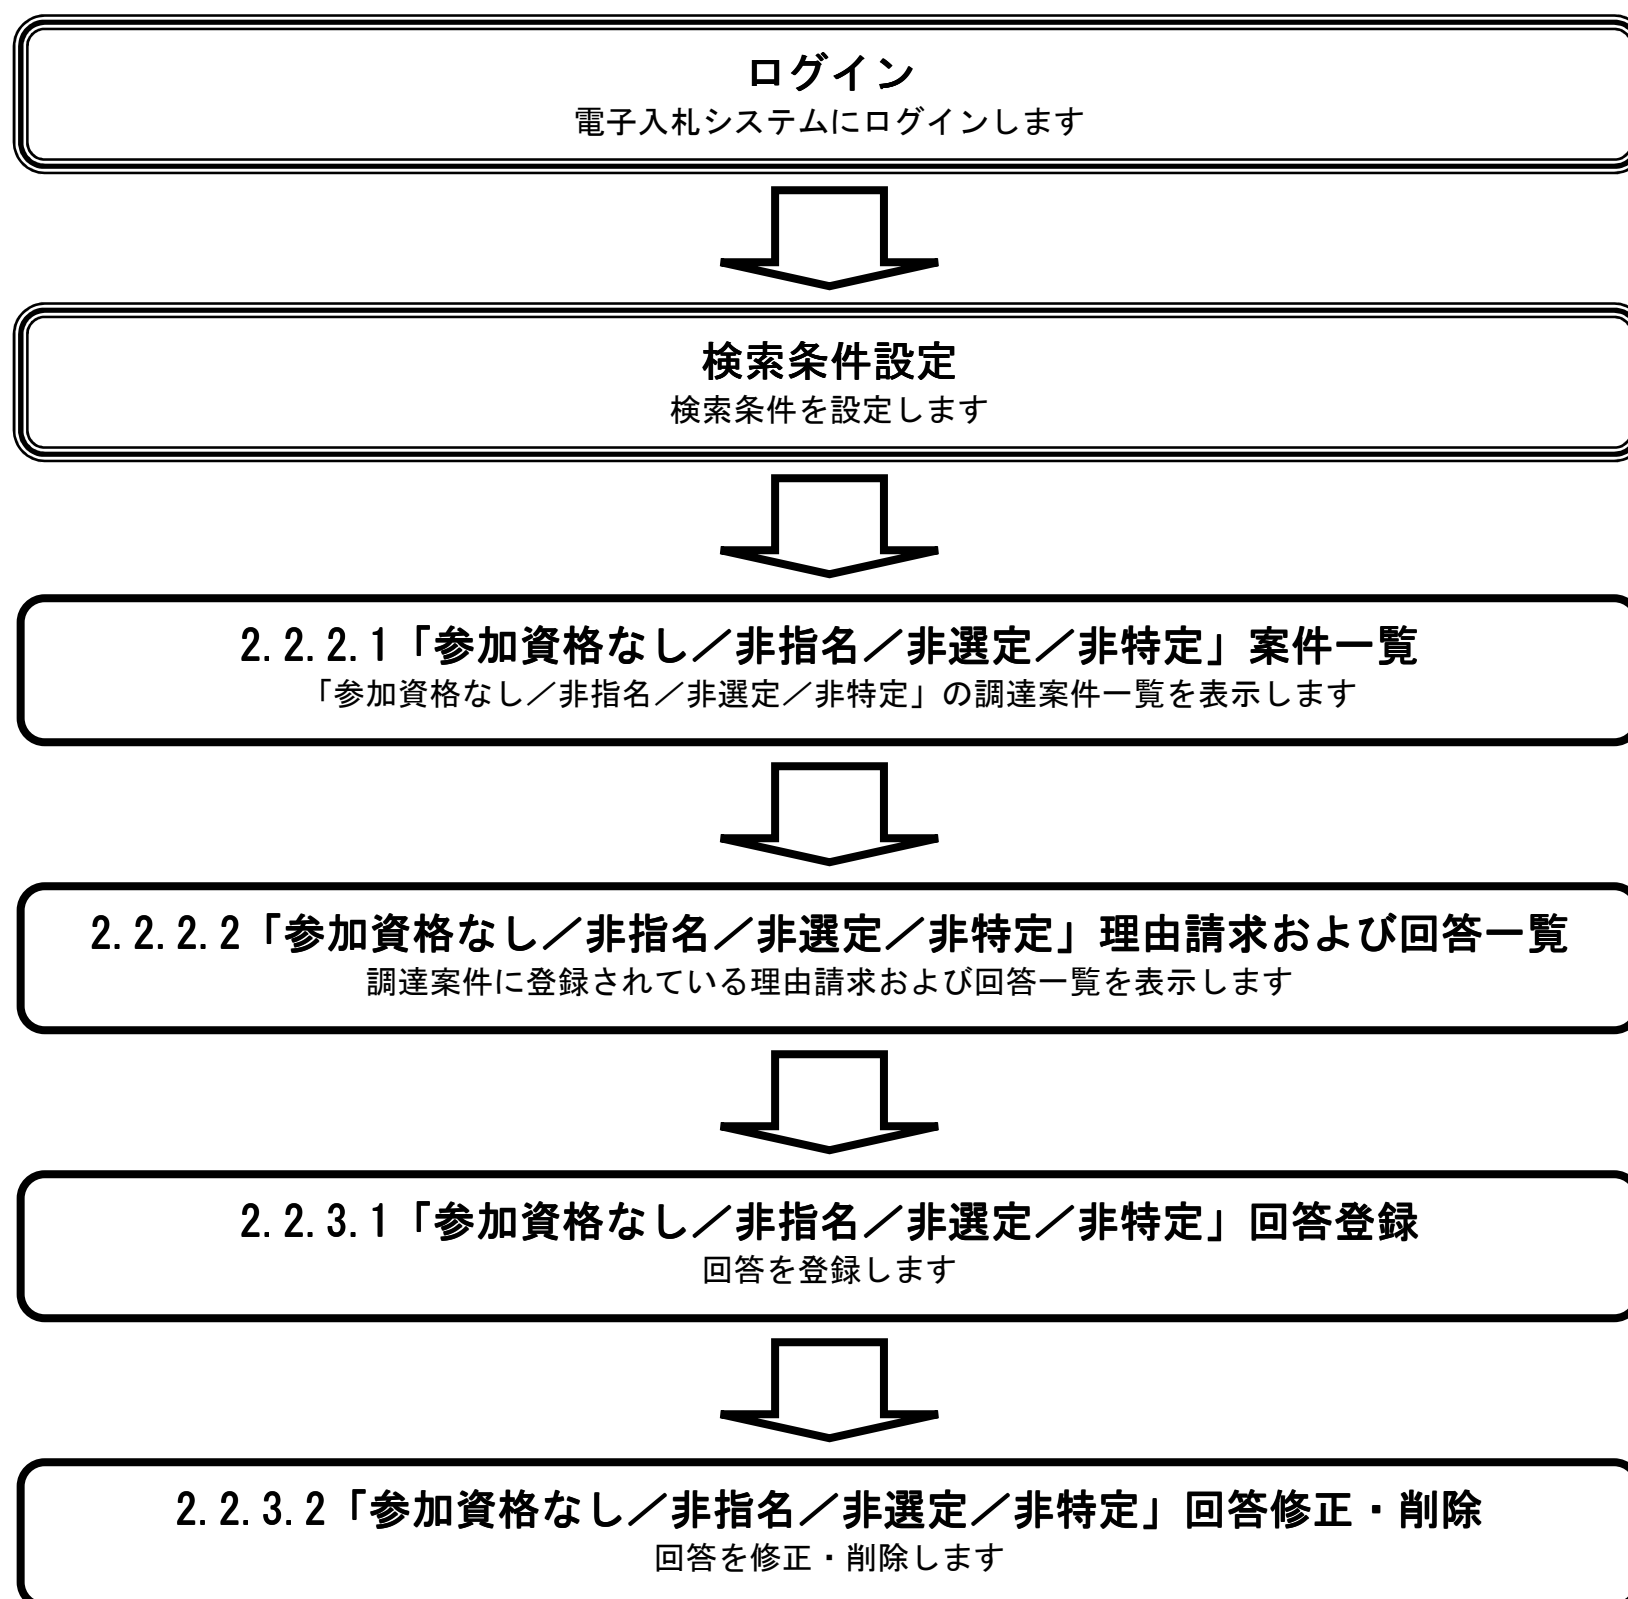 ログイン
電子入札システムにログインします
検索条件設定
検索条件を設定します
2.2.2.1「参加資格なし／非指名／非選定／非特定」案件一覧
「参加資格なし／非指名／非選定／非特定」の調達案件一覧を表示します
2.2.2.2「参加資格なし／非指名／非選定／非特定」理由請求および回答一覧
調達案件に登録されている理由請求および回答一覧を表示します
2.2.3.1「参加資格なし／非指名／非選定／非特定」回答登録
回答を登録します
2.2.3.2「参加資格なし／非指名／非選定／非特定」回答修正・削除
回答を修正・削除します